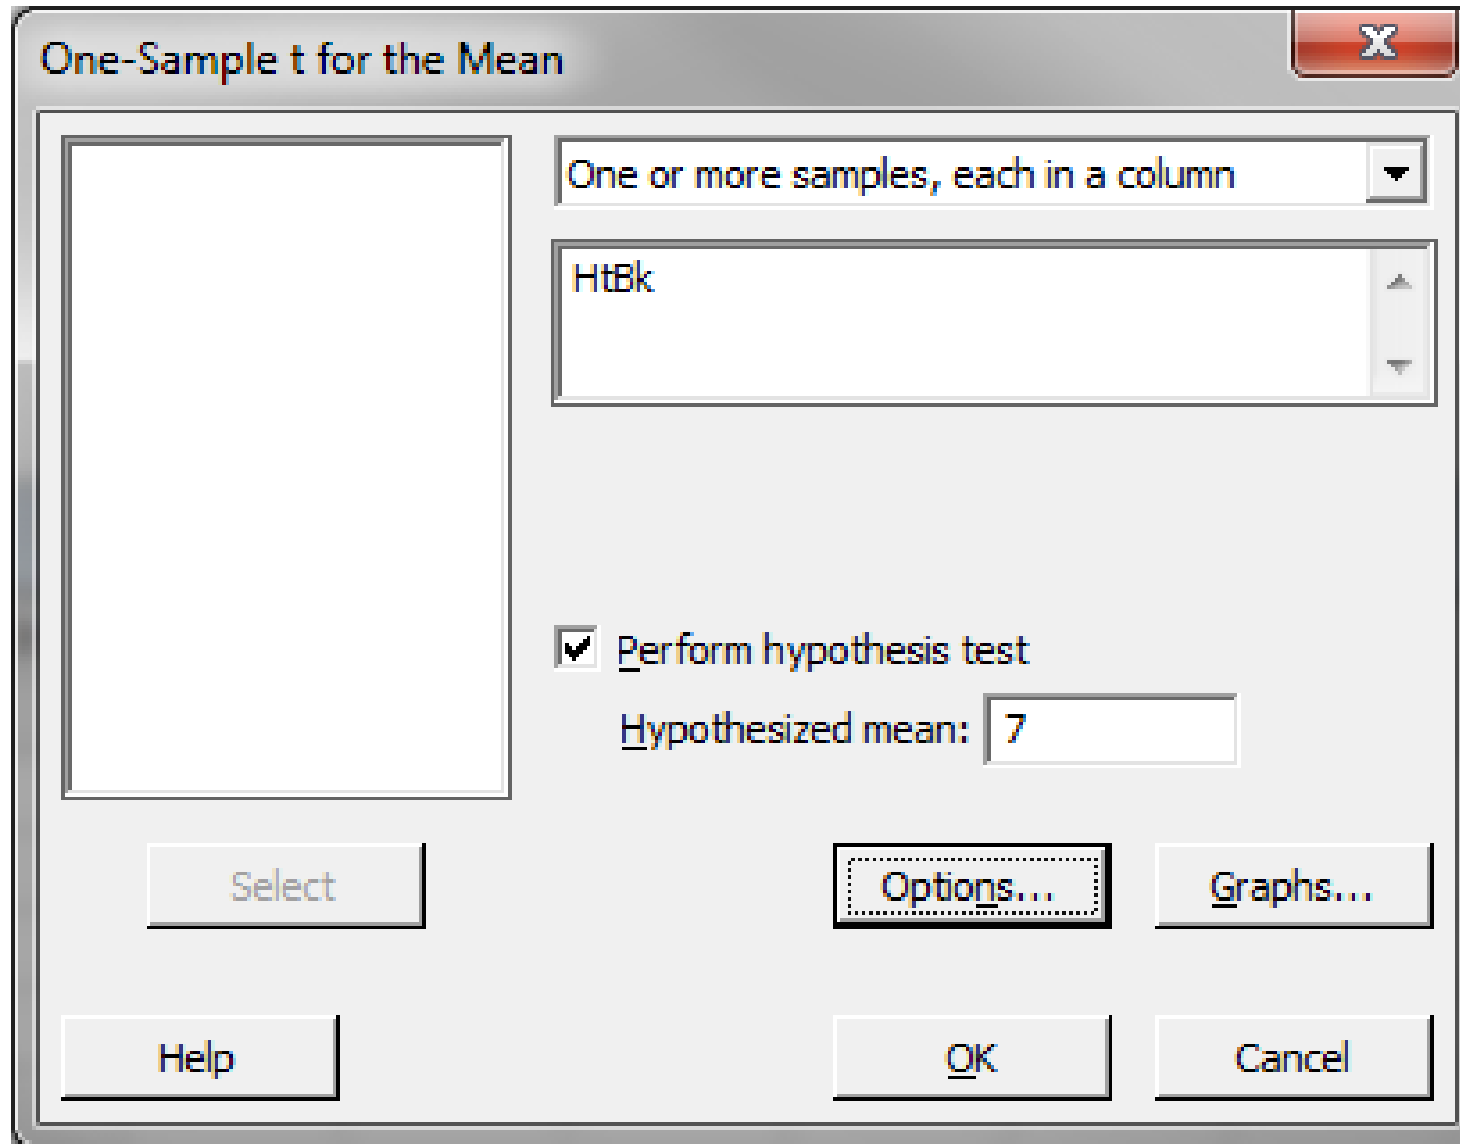 One-Sample t for the Mean
One or more samples, each in a column
HtBk
Perform hypothesis test
Hypothesized mean: 7
Select
Options...
Graphs...
Help
OK
Cancel